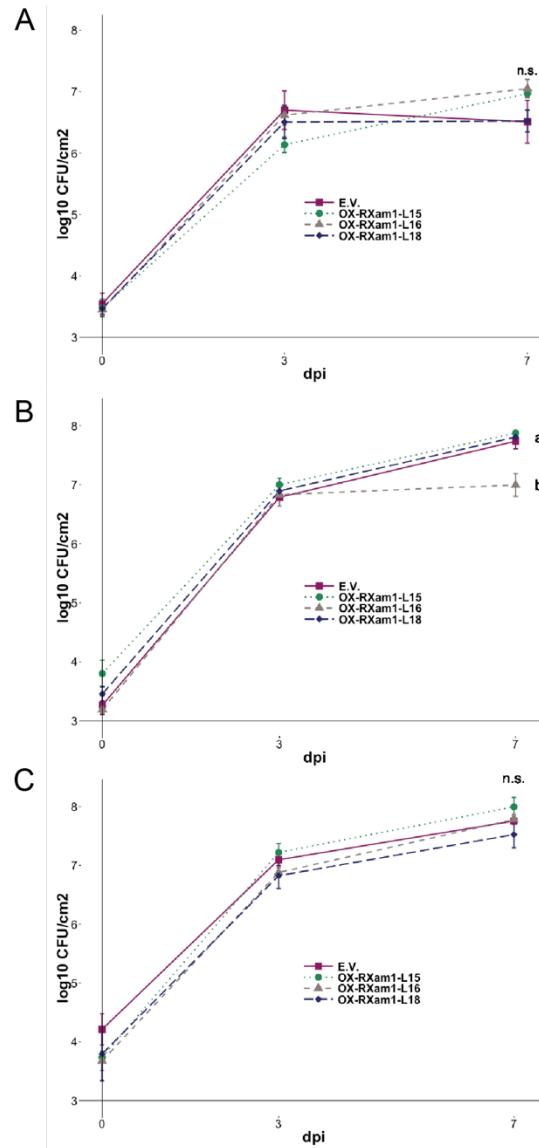 A
log10 CFU/cm2
8
7
6
5
4
3
n.s.
E.V.
OX-RXam1-L15
OX-RXam1-L16
OX-RXam1-L18
0
3
7
dpi
B
log10 CFU/cm2
8
7
6
5
4
3
a
b
E.V.
OX-RXam1-L15
OX-RXam1-L16
OX-RXam1-L18
0
3
7
dpi
C
log10 CFU/cm2
8
7
6
5
4
3
n.s.
E.V.
OX-RXam1-L15
OX-RXam1-L16
OX-RXam1-L18
0
3
7
dpi